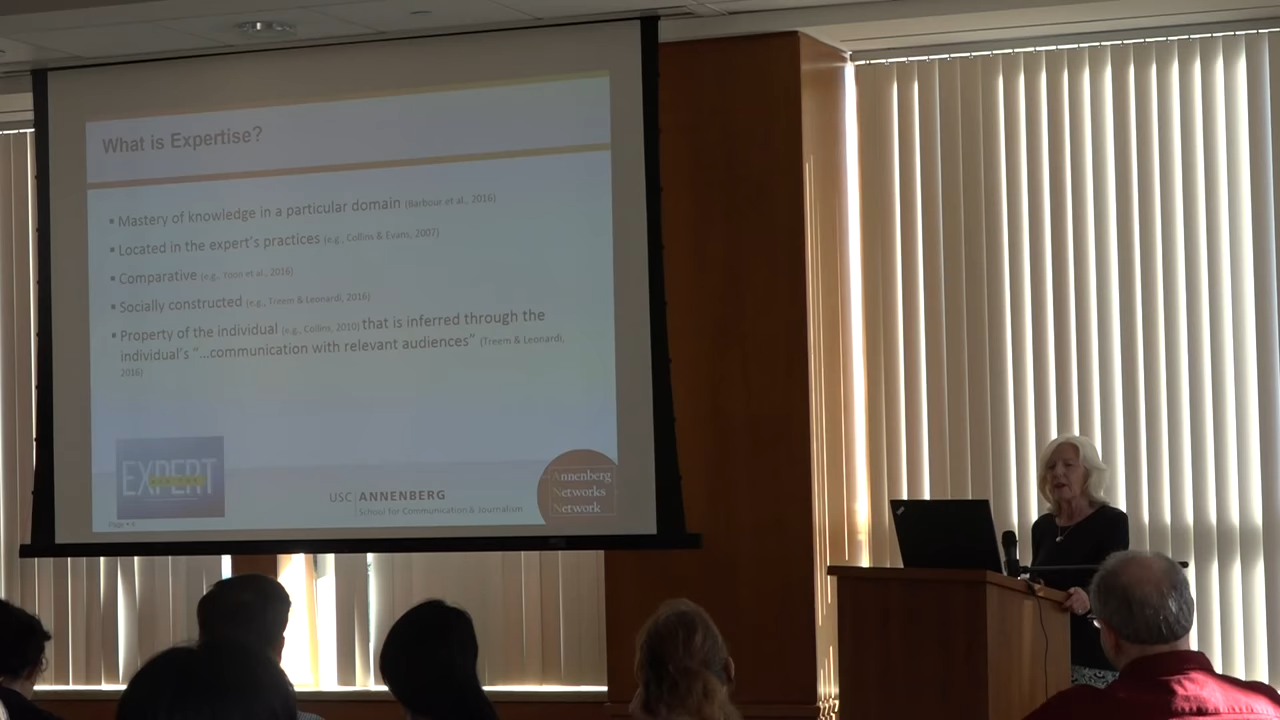 What is Expertise?
▪ Mastery of knowledge in a particular domain (Barbour et al., 2016)
▪ Located in the expert's practices (e.g., Collins & Evans, 2007)
▪ Comparative (e.g., Yoon et al., 2016)
▪ Socially constructed (e.g., Treem & Leonardi, 2016)
▪ Property of the individual (e.g., Collins, 2010) that is inferred through the
individual's "...communication with relevant audiences" (Treem & Leonardi,
2016)
EXPERT
USC ANNENBERG
School for Communication & Journalism
Annenberg
Networks
Network
Page ▪ 4